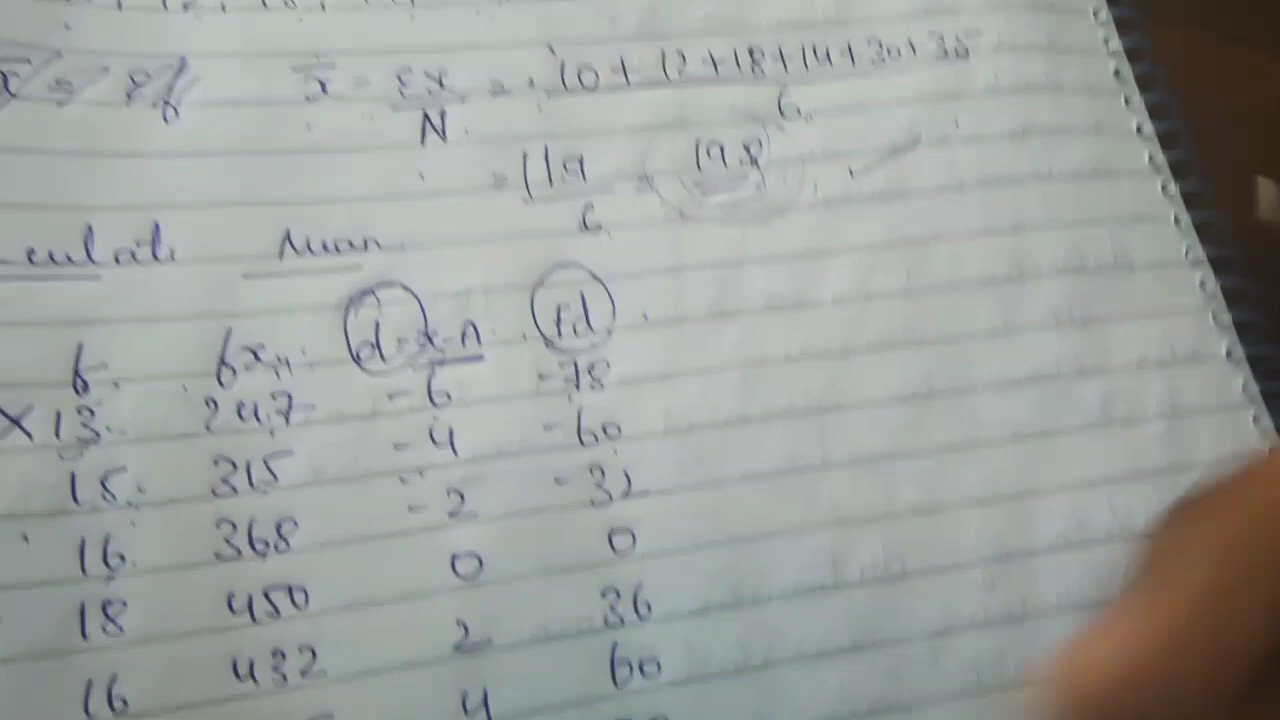 x̄ = Σx/N = 10 + 12 + 18 + 14 + 30 + 35 / 6
= 119 / 6 = 19.8
Mean
f. fx,, d=x-A fd
x 13. 247 -6 -78
15. 315 -4 -60
16. 368 -2 -32
18 450 0 0
16 432 2 36
4 60